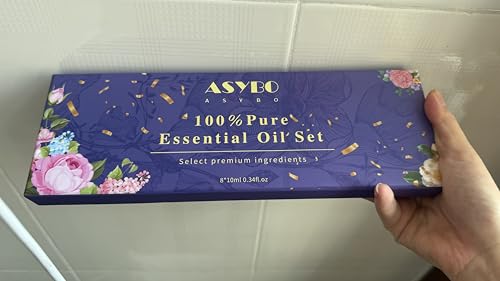 ASYBO
ASYBO
100%Pure
Essential Oil Set
Select premium ingredients
8*10ml 0.34fl.oz